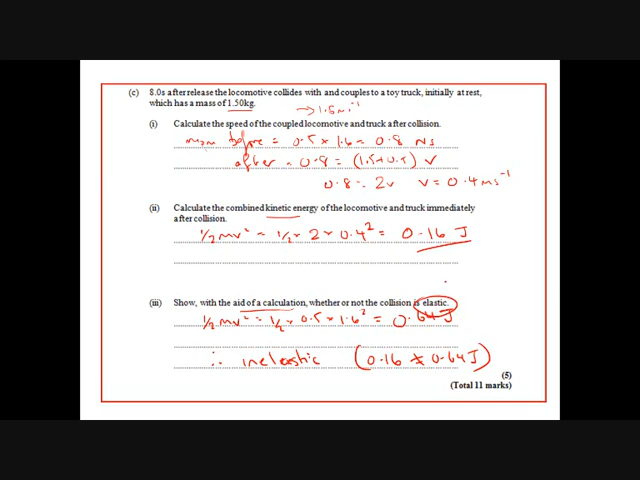 (c) 8.0s after release the locomotive collides with and couples to a toy truck, initially at rest,
which has a mass of 1.50kg.
→ 1.6ms⁻¹
(i) Calculate the speed of the coupled locomotive and truck after collision.
mom before = 0.5 × 1.6 = 0.8 Ns
after = 0.8 = (1.5+0.5) v
0.8 = 2v v = 0.4ms⁻¹
(ii) Calculate the combined kinetic energy of the locomotive and truck immediately
after collision.
½mv² = ½ × 2 × 0.4² = 0.16 J
(iii) Show, with the aid of a calculation, whether or not the collision is elastic.
½mv² = ½ × 0.5 × 1.6² = 0.64J
∴ inelastic (0.16 ≠ 0.64J)
(5)
(Total 11 marks)